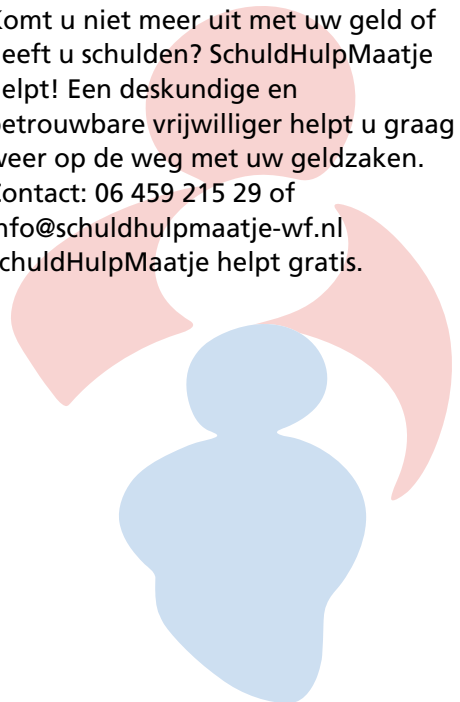 Komt u niet meer uit met uw geld of
heeft u schulden? SchuldHulpMaatje
helpt! Een deskundige en
betrouwbare vrijwilliger helpt u graag
weer op de weg met uw geldzaken.
Contact: 06 459 215 29 of
info@schuldhulpmaatje-wf.nl
SchuldHulpMaatje helpt gratis.